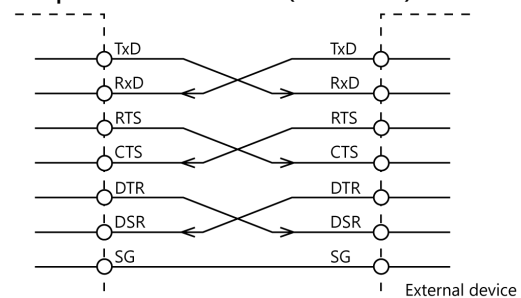 TxD TxD
RxD RxD
RTS RTS
CTS CTS
DTR DTR
DSR DSR
SG SG
External device